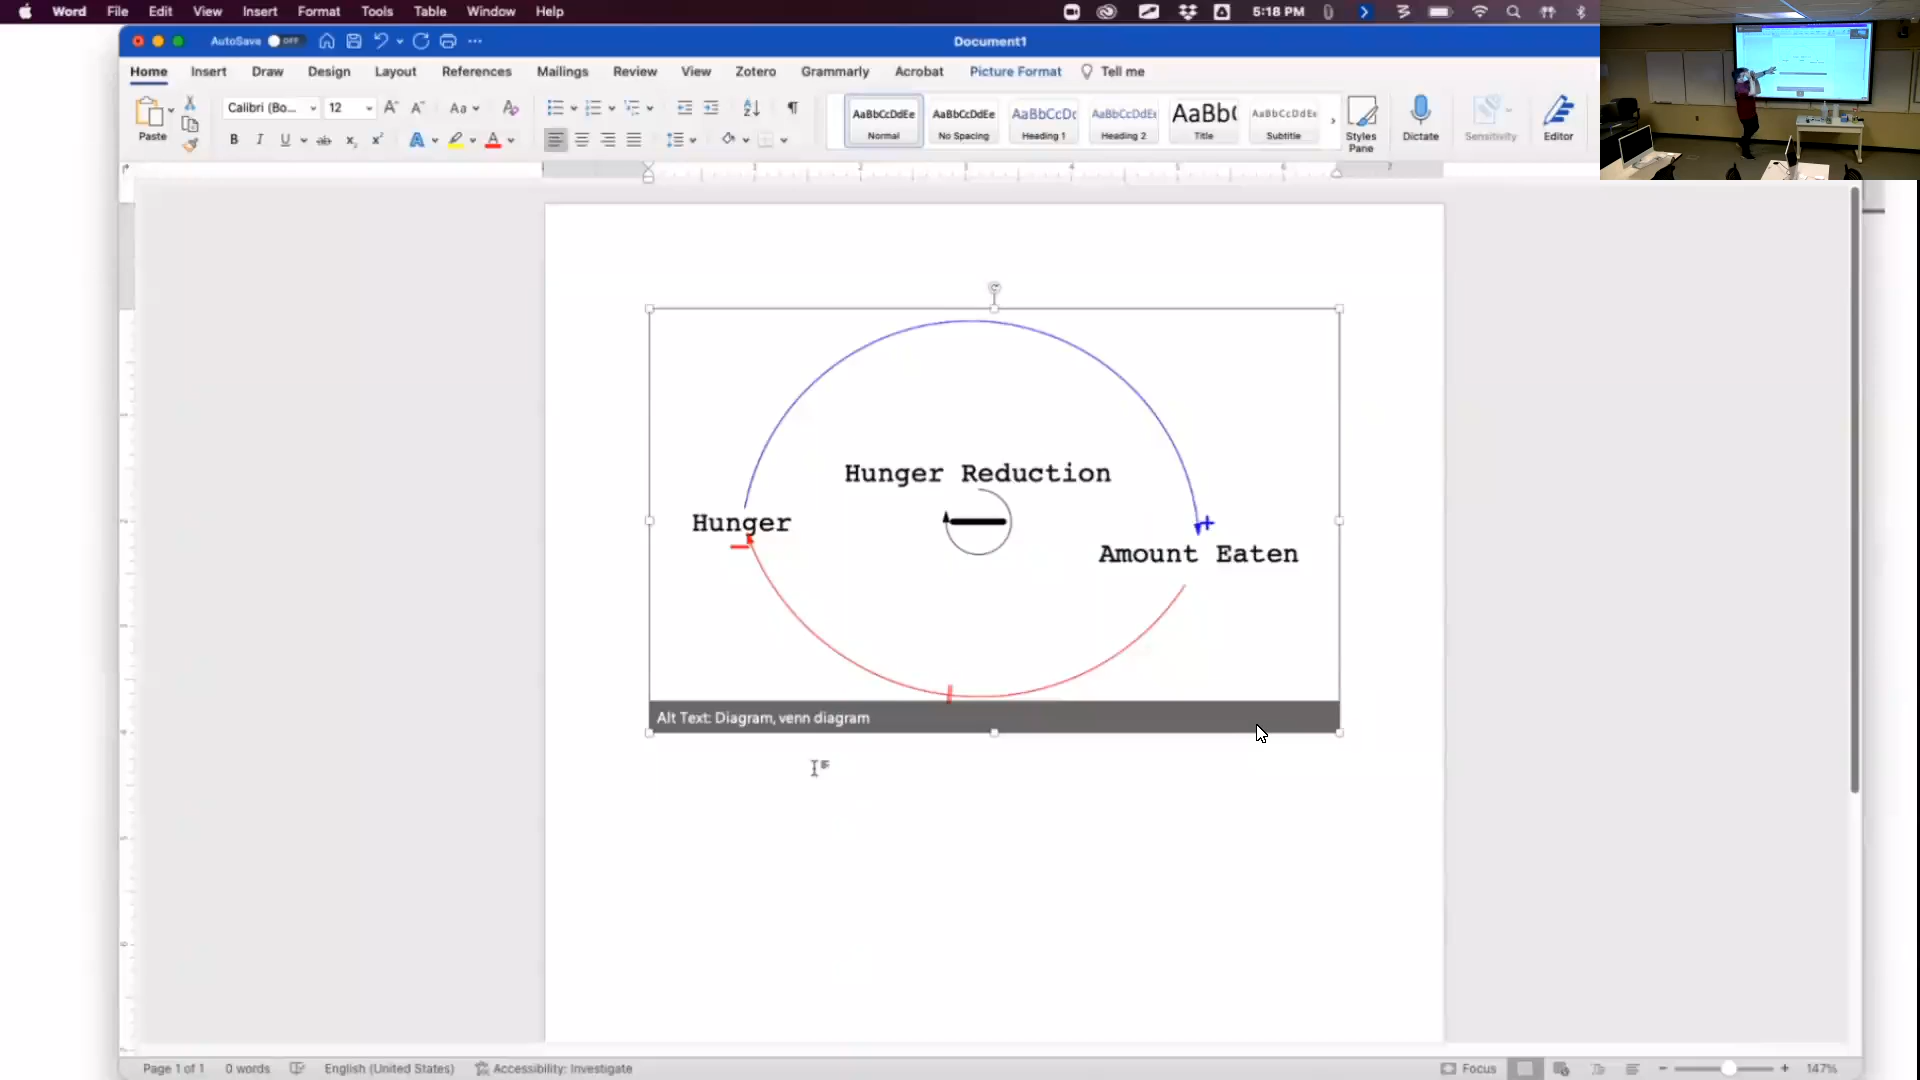 Word File Edit View Insert Format Tools Table Window Help 5:18 PM
AutoSave OFF Document1
Home Insert Draw Design Layout References Mailings Review View Zotero Grammarly Acrobat Picture Format Tell me
Paste
Calibri (Bo... 12
AaBbCcDdEe Normal
AaBbCcDdEe No Spacing
AaBbCcDc Heading 1
AaBbCcDdEe Heading 2
AaBb( Title
AaBbCcDdEe Subtitle
Styles Pane
Dictate
Sensitivity
Editor
Hunger Reduction
Hunger
+
Amount Eaten
Alt Text: Diagram, venn diagram
Page 1 of 1 0 words English (United States) Accessibility: Investigate Focus 147%